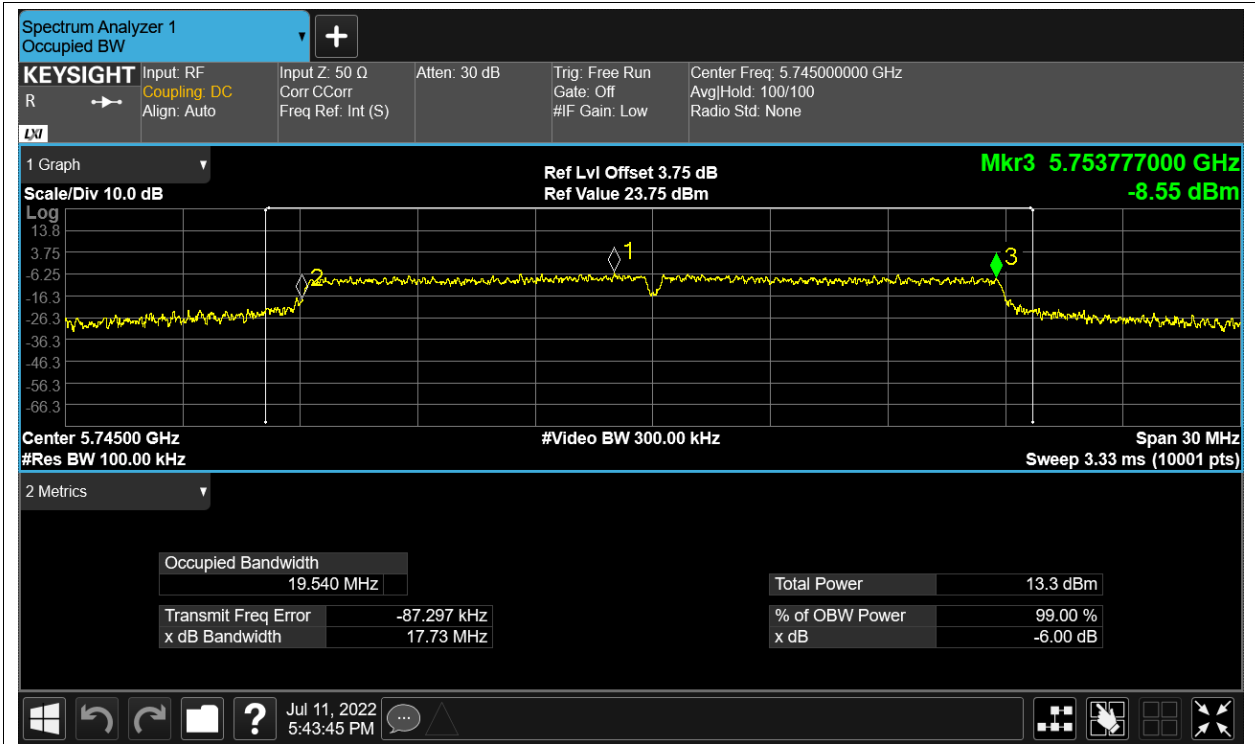 Spectrum Analyzer 1
Occupied BW
▼
+
KEYSIGHT
R
LXI
Input: RF
Coupling: DC
Align: Auto
Input Z: 50 Ω
Corr CCorr
Freq Ref: Int (S)
Atten: 30 dB
Trig: Free Run
Gate: Off
#IF Gain: Low
Center Freq: 5.745000000 GHz
Avg|Hold: 100/100
Radio Std: None
1 Graph ▼
Scale/Div 10.0 dB
Ref Lvl Offset 3.75 dB
Ref Value 23.75 dBm
Mkr3 5.753777000 GHz
-8.55 dBm
Log
13.8
3.75
-6.25
-16.3
-26.3
-36.3
-46.3
-56.3
-66.3
2
1
3
Center 5.74500 GHz
#Res BW 100.00 kHz
#Video BW 300.00 kHz
Span 30 MHz
Sweep 3.33 ms (10001 pts)
2 Metrics ▼
Occupied Bandwidth
19.540 MHz
Transmit Freq Error -87.297 kHz
x dB Bandwidth 17.73 MHz
Total Power 13.3 dBm
% of OBW Power 99.00 %
x dB -6.00 dB
?
Jul 11, 2022
5:43:45 PM